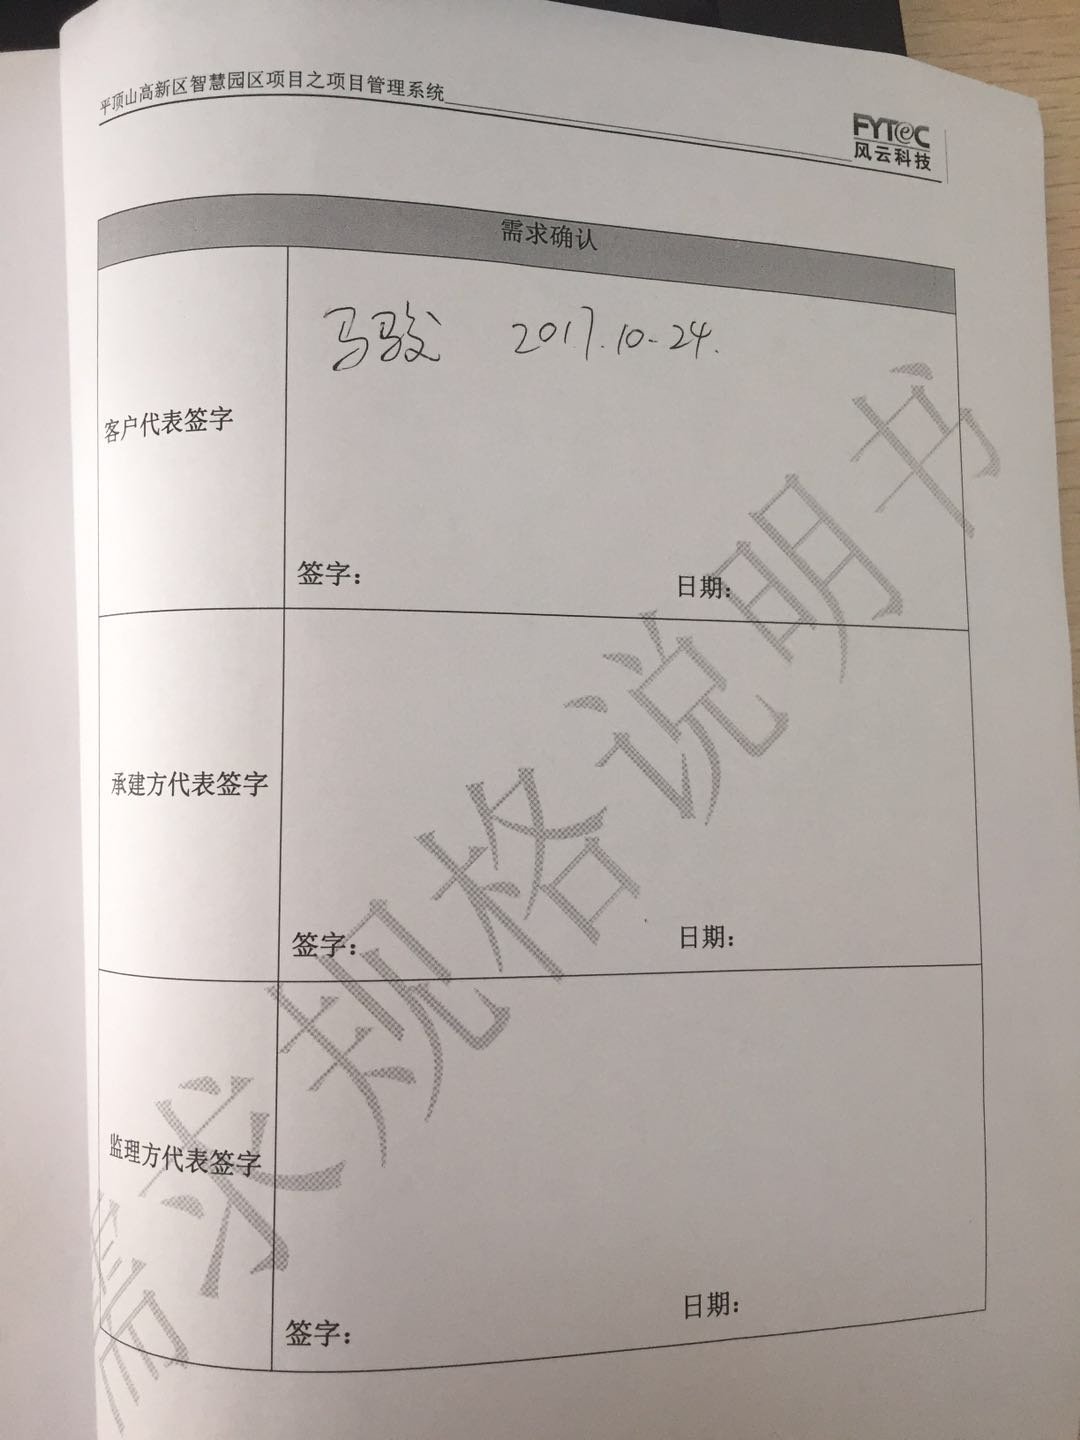 平顶山高新区智慧园区项目之项目管理系统
FYTeC
风云科技
需求确认
马骏 2017.10-24.
客户代表签字
签字: 日期:
承建方代表签字
签字: 日期:
监理方代表签字
签字: 日期:
需求规格说明书